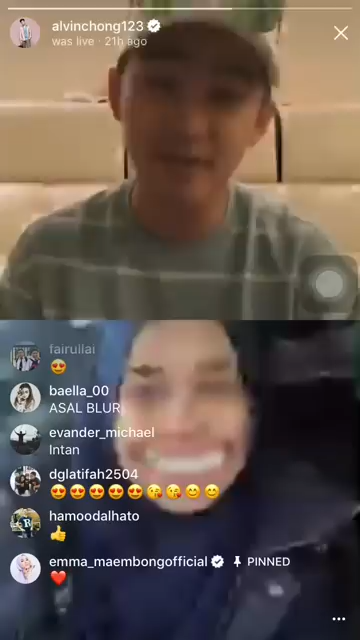 alvinchong123
was live · 21h ago
fairullai
😍
baella_00
ASAL BLUR
evander_michael
Intan
dglatifah2504
😍😍😍😍😍😘😘😊😊
hamoodalhato
👍
emma_maembongofficial PINNED
❤️